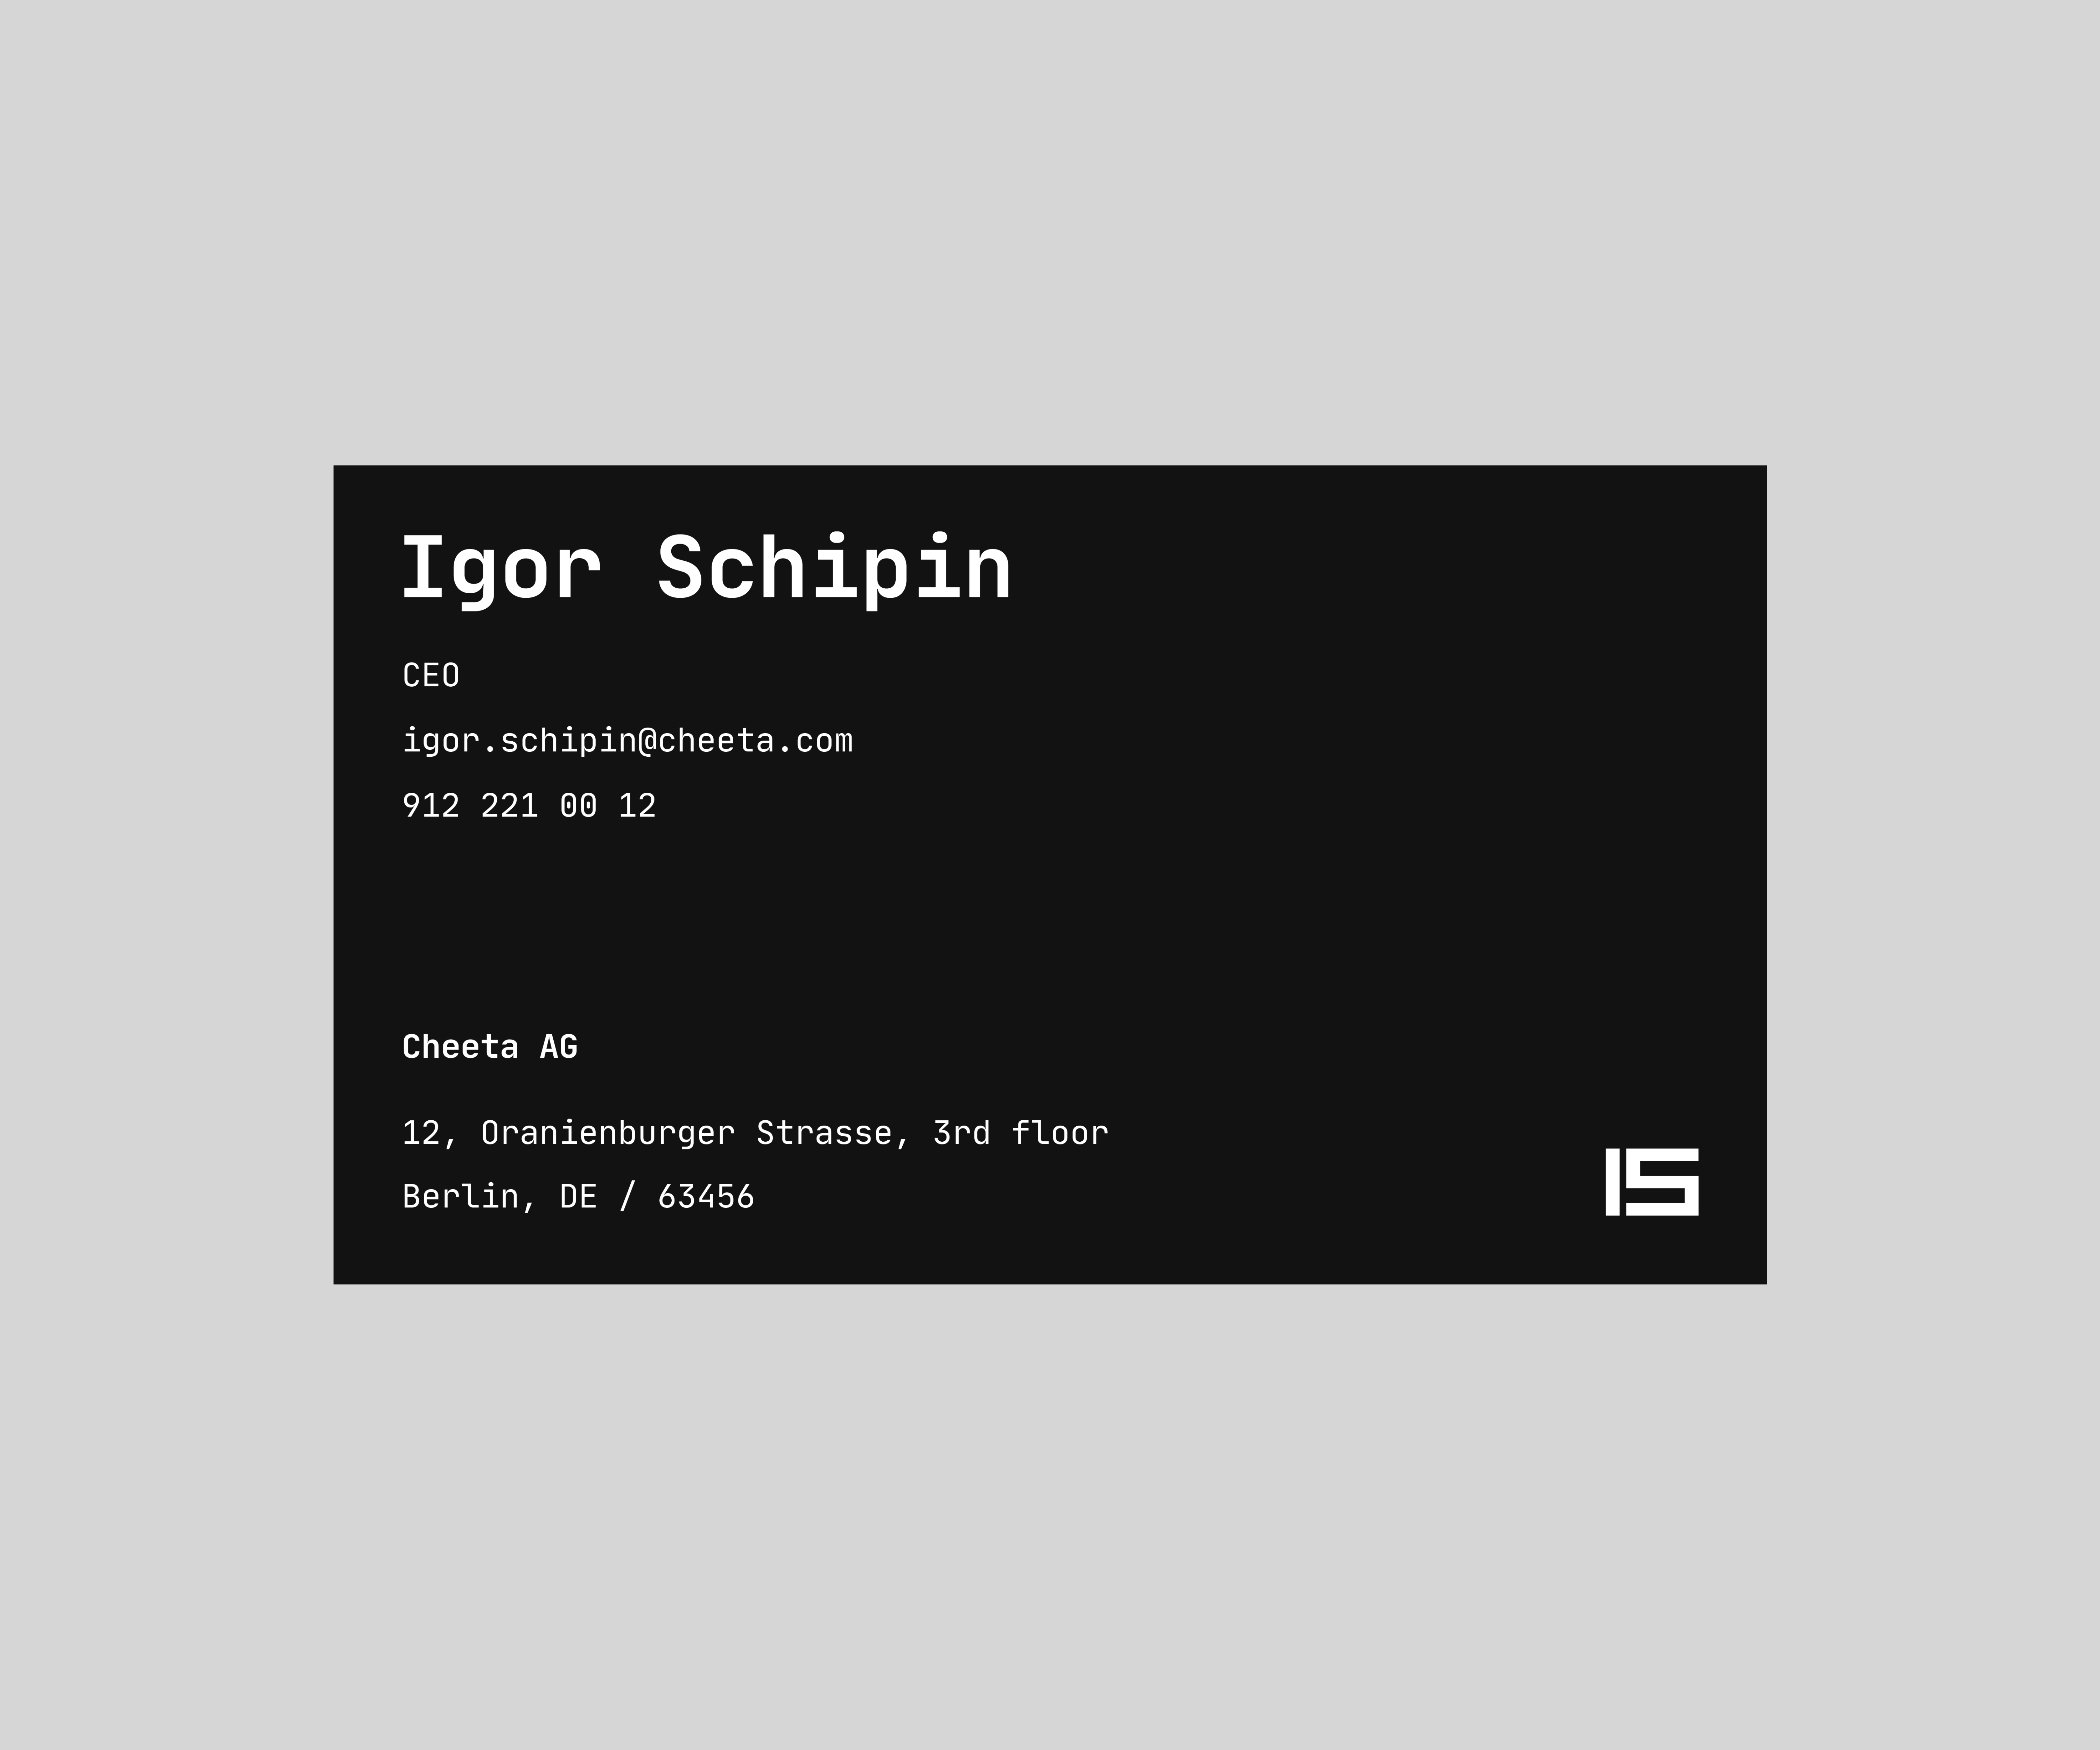 Igor Schipin
CEO
igor.schipin@cheeta.com
912 221 00 12
Cheeta AG
12, Oranienburger Strasse, 3rd floor
Berlin, DE / 63456
IS